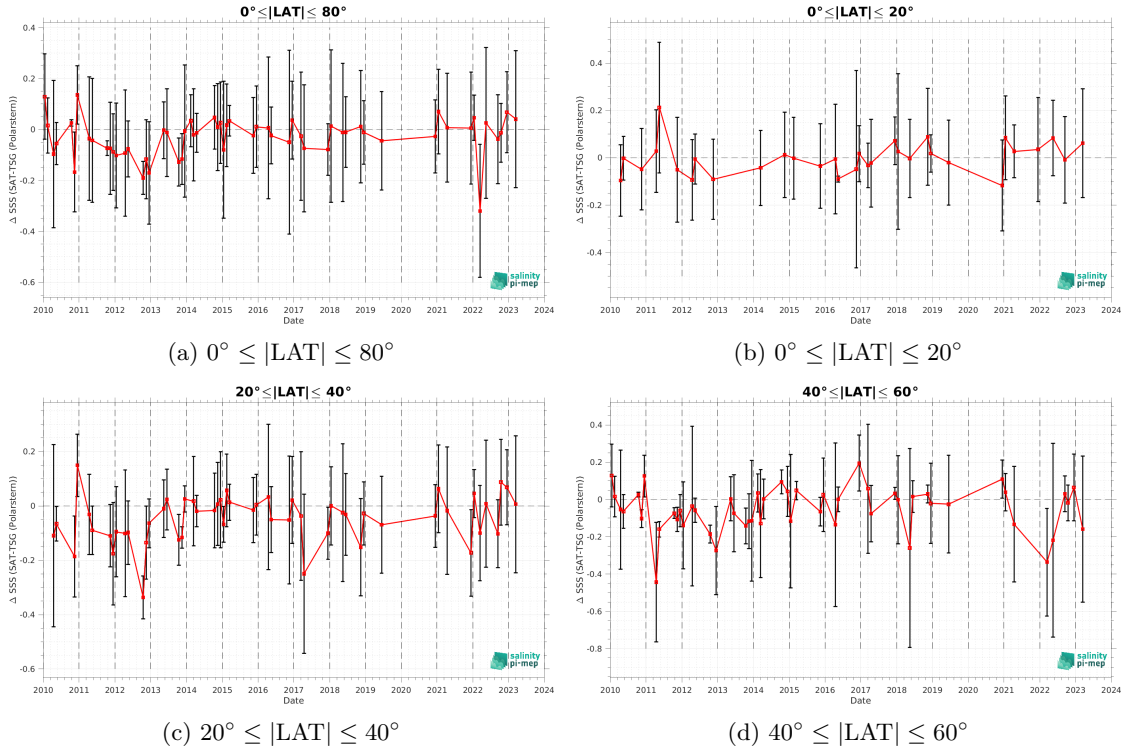 0°≤|LAT|≤ 80°
Δ SSS (SAT-TSG (Polarstern))
0.4
0.2
0
-0.2
-0.4
-0.6
2010 2011 2012 2013 2014 2015 2016 2017 2018 2019 2020 2021 2022 2023 2024
Date
salinity
pi-mep
(a) 0° ≤ |LAT| ≤ 80°
0°≤|LAT|≤ 20°
Δ SSS (SAT-TSG (Polarstern))
0.4
0.2
0
-0.2
-0.4
2010 2011 2012 2013 2014 2015 2016 2017 2018 2019 2020 2021 2022 2023 2024
Date
salinity
pi-mep
(b) 0° ≤ |LAT| ≤ 20°
20°≤|LAT|≤ 40°
Δ SSS (SAT-TSG (Polarstern))
0.2
0
-0.2
-0.4
-0.6
2010 2011 2012 2013 2014 2015 2016 2017 2018 2019 2020 2021 2022 2023 2024
Date
salinity
pi-mep
(c) 20° ≤ |LAT| ≤ 40°
40°≤|LAT|≤ 60°
Δ SSS (SAT-TSG (Polarstern))
0.4
0.2
0
-0.2
-0.4
-0.6
-0.8
2010 2011 2012 2013 2014 2015 2016 2017 2018 2019 2020 2021 2022 2023 2024
Date
salinity
pi-mep
(d) 40° ≤ |LAT| ≤ 60°